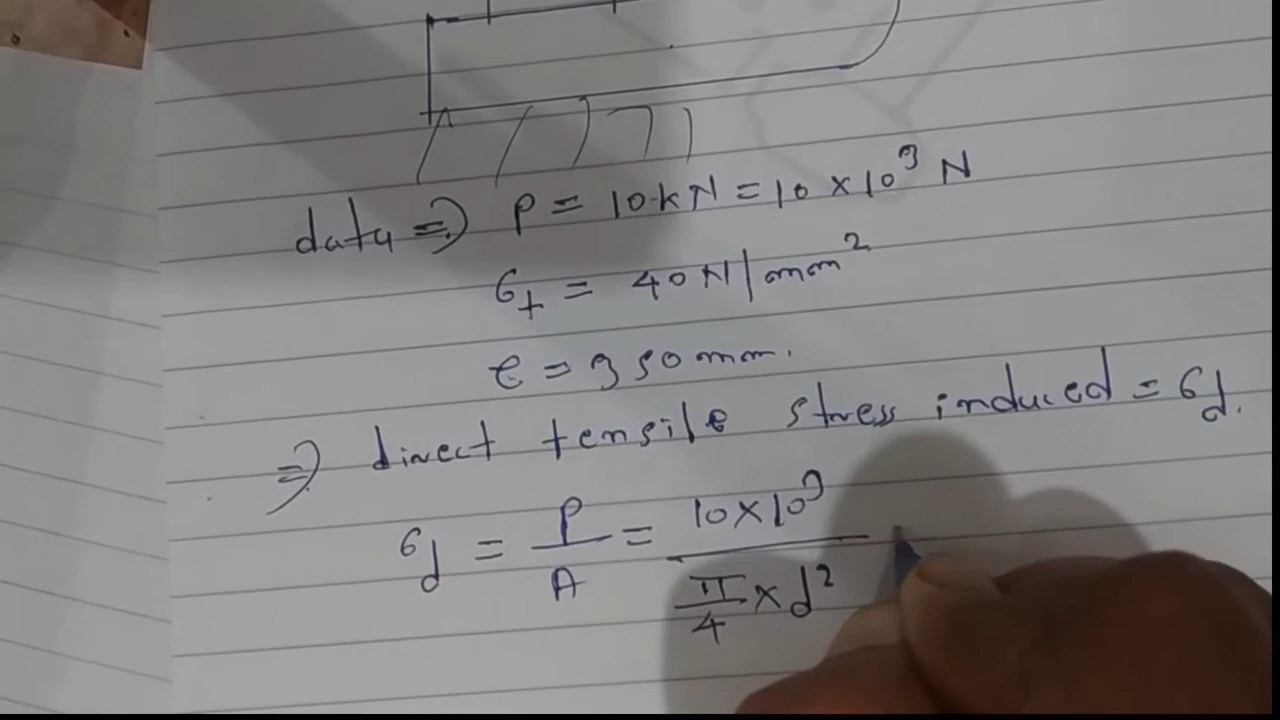 data ⇒ P = 10 kN = 10 × 10³ N
σt = 40 N/mm²
e = 350 mm.
⇒ direct tensile stress induced = σd.
σd = P/A = 10 × 10³ / π/4 × d²